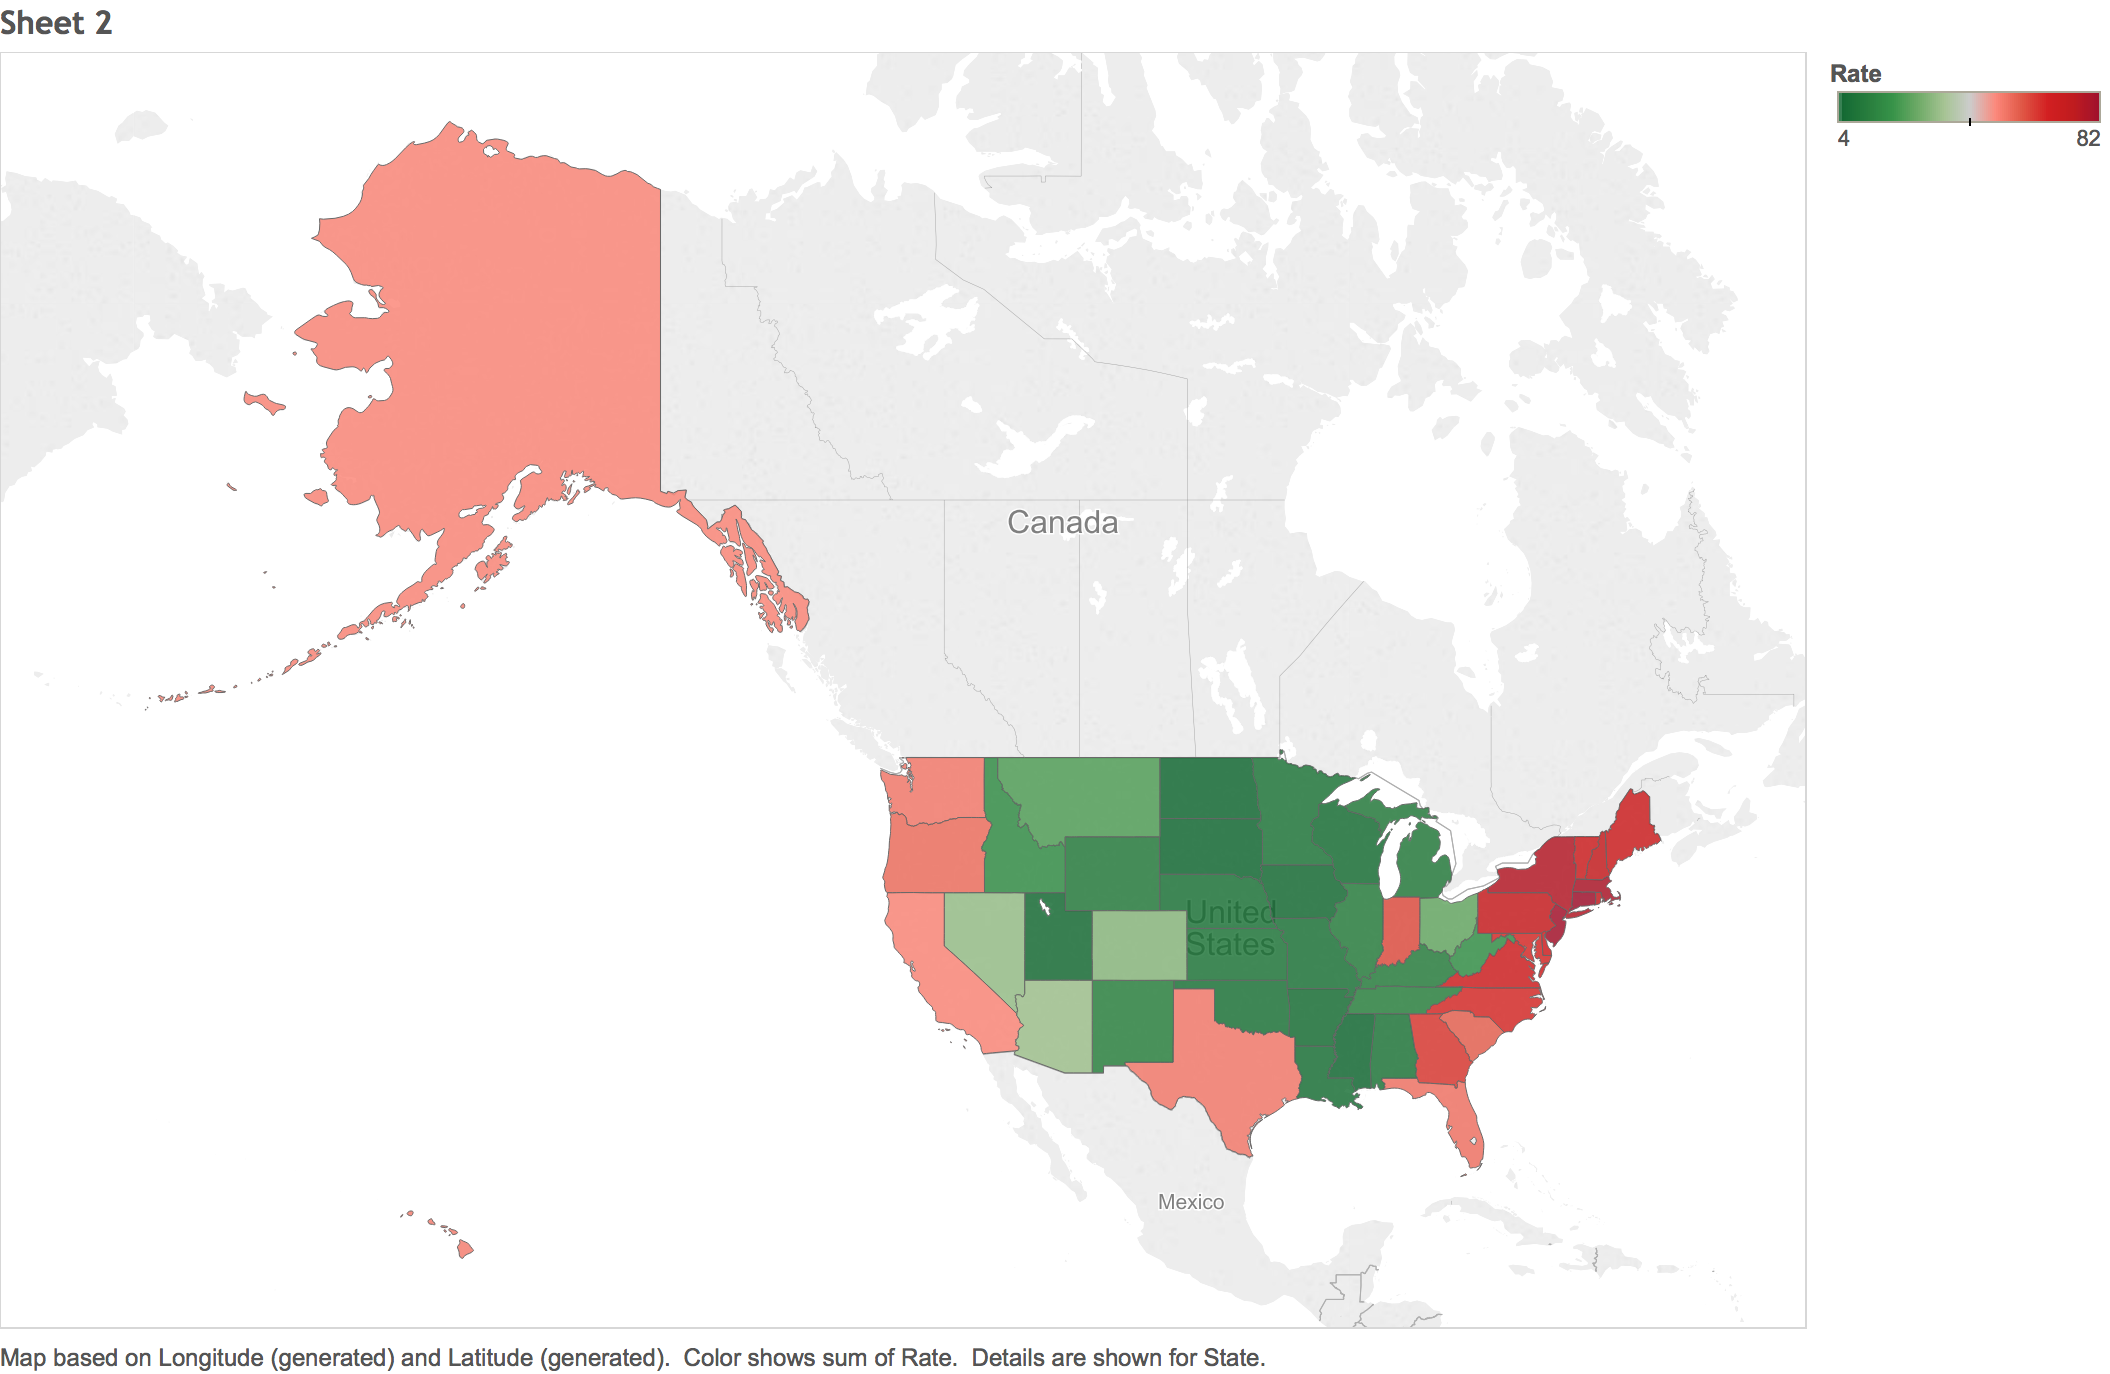 Sheet 2
Rate
4
82
Canada
United
States
Mexico
Map based on Longitude (generated) and Latitude (generated).  Color shows sum of Rate.  Details are shown for State.